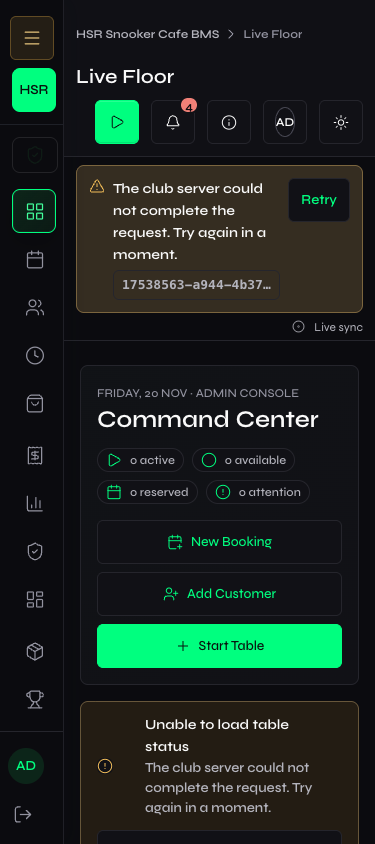 HSR
HSR Snooker Cafe BMS > Live Floor
Live Floor
4
AD
The club server could
not complete the
request. Try again in a
moment.
Retry
17538563-a944-4b37…
Live sync
FRIDAY, 20 NOV · ADMIN CONSOLE
Command Center
0 active
0 available
0 reserved
0 attention
New Booking
Add Customer
Start Table
Unable to load table
status
The club server could not
complete the request. Try
again in a moment.
AD